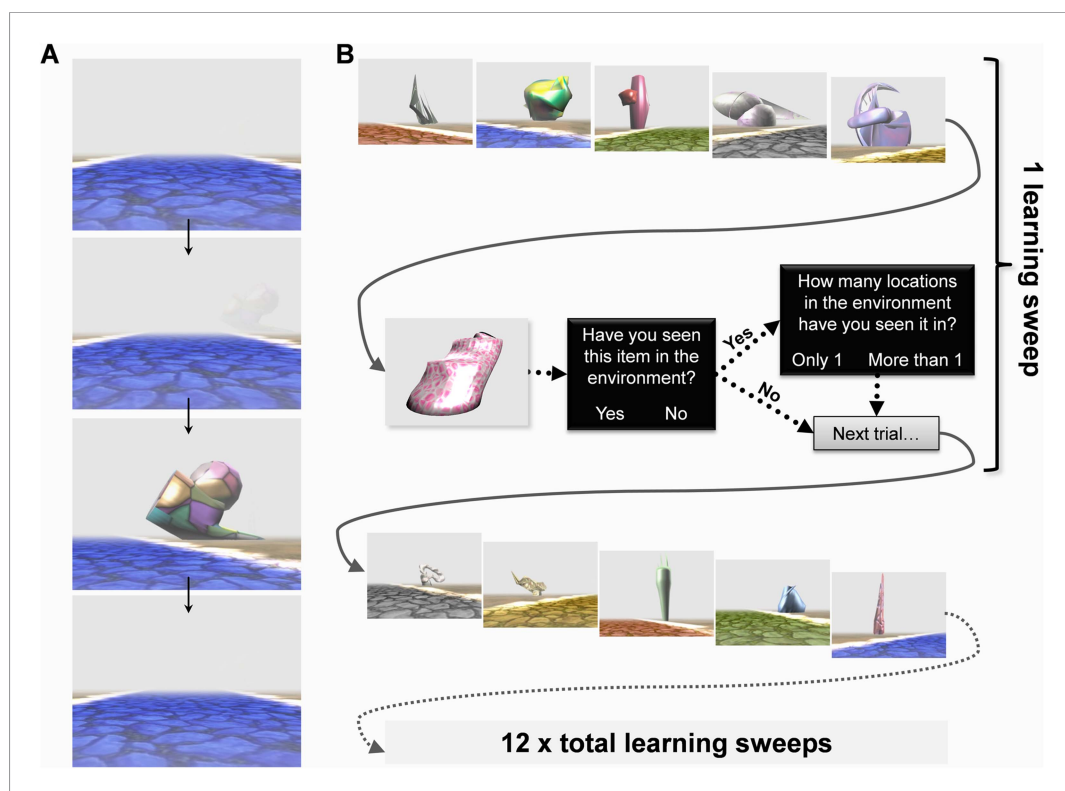 A
B
1 learning sweep
Have you seen
this item in the
environment?
Yes No
Yes
No
How many locations
in the environment
have you seen it in?
Only 1 More than 1
Next trial…
12 x total learning sweeps